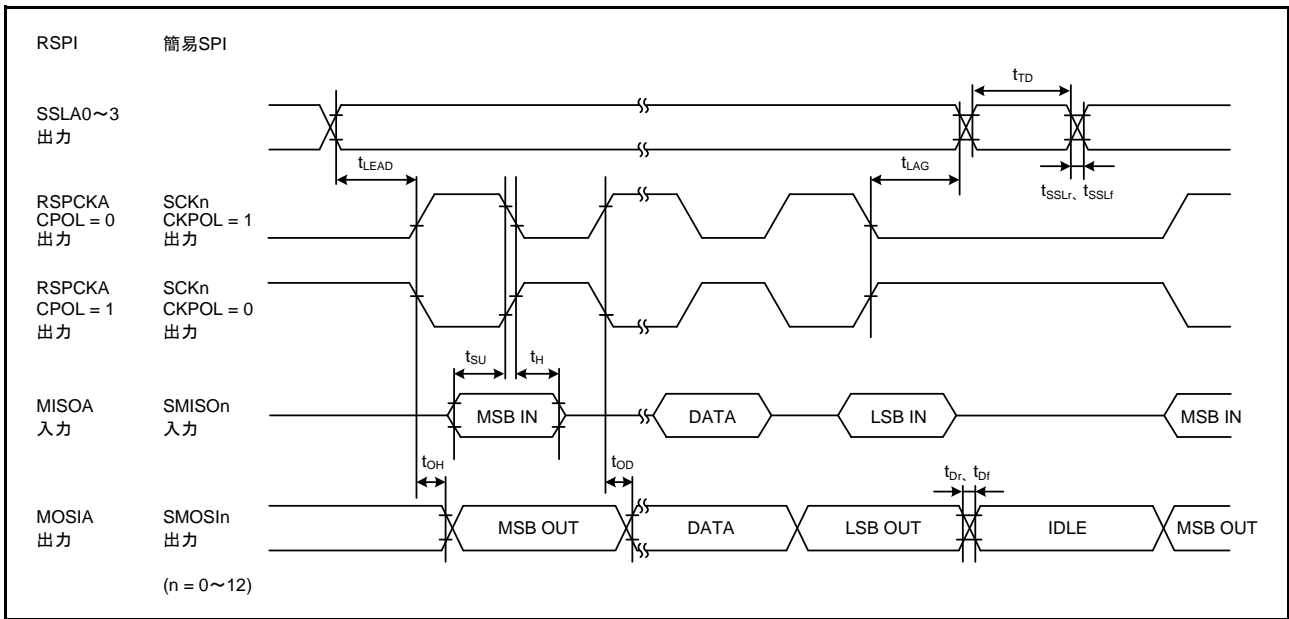 RSPI 簡易SPI
tTD
SSLA0～3
出力
tLEAD
tLAG
tSSLr、tSSLf
RSPCKA SCKn
CPOL = 0 CKPOL = 1
出力 出力
RSPCKA SCKn
CPOL = 1 CKPOL = 0
出力 出力
tSU tH
MISOA SMISOn
入力 入力
MSB IN DATA LSB IN MSB IN
tOH tOD tDr、tDf
MOSIA SMOSIn
出力 出力
MSB OUT DATA LSB OUT IDLE MSB OUT
(n = 0～12)